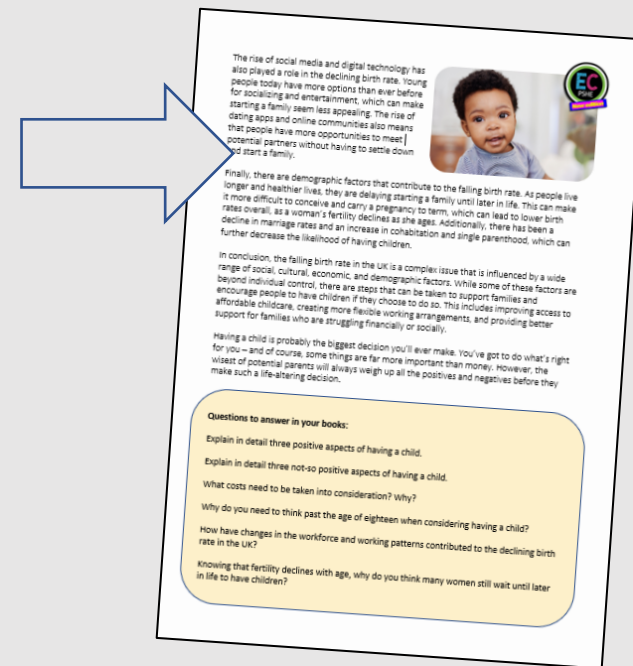 The rise of social media and digital technology has
also played a role in the declining birth rate. Young
people today have more options than ever before
for socializing and entertainment, which can make
starting a family seem less appealing. The rise of
dating apps and online communities also means
that people have more opportunities to meet
potential partners without having to settle down
nd start a family.
EC
PSHE
Finally, there are demographic factors that contribute to the falling birth rate. As people live
longer and healthier lives, they are delaying starting a family until later in life. This can make
it more difficult to conceive and carry a pregnancy to term, which can lead to lower birth
rates overall, as a woman's fertility declines as she ages. Additionally, there has been a
decline in marriage rates and an increase in cohabitation and single parenthood, which can
further decrease the likelihood of having children.
In conclusion, the falling birth rate in the UK is a complex issue that is influenced by a wide
range of social, cultural, economic, and demographic factors. While some of these factors are
beyond individual control, there are steps that can be taken to support families and
encourage people to have children if they choose to do so. This includes improving access to
affordable childcare, creating more flexible working arrangements, and providing better
support for families who are struggling financially or socially.
Having a child is probably the biggest decision you'll ever make. You've got to do what's right
for you – and of course, some things are far more important than money. However, the
wisest of potential parents will always weigh up all the positives and negatives before they
make such a life-altering decision.
Questions to answer in your books:
Explain in detail three positive aspects of having a child.
Explain in detail three not-so positive aspects of having a child.
What costs need to be taken into consideration? Why?
Why do you need to think past the age of eighteen when considering having a child?
How have changes in the workforce and working patterns contributed to the declining birth
rate in the UK?
Knowing that fertility declines with age, why do you think many women still wait until later
in life to have children?